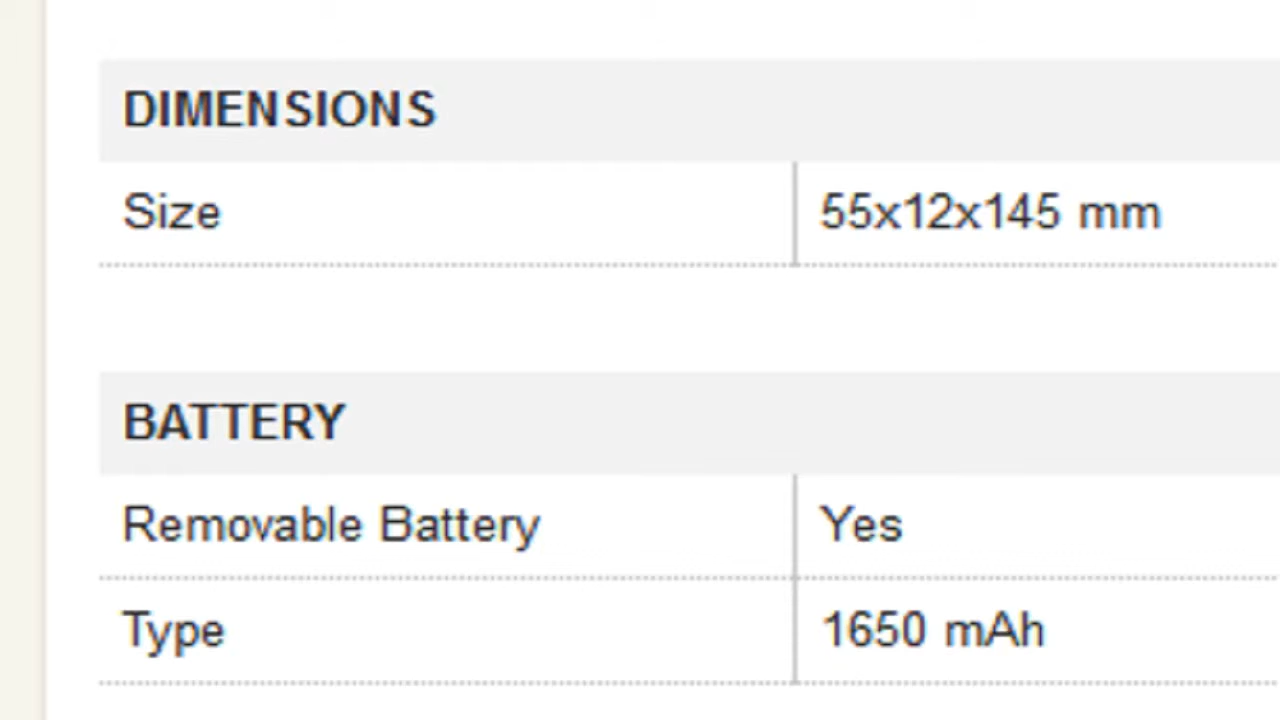 DIMENSIONS
Size 55x12x145 mm
BATTERY
Removable Battery Yes
Type 1650 mAh